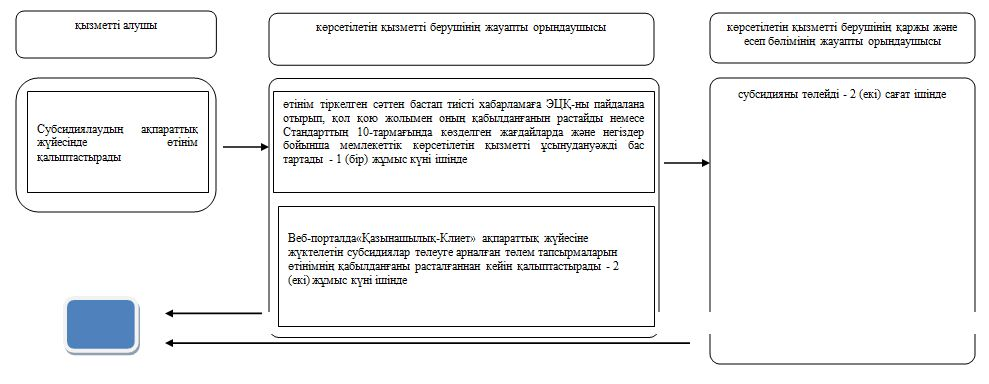 қызметті алушы
көрсетілетін қызметті берушінің жауапты орындаушысы
көрсетілетін қызметті берушінің қаржы және
есеп бөлімінің жауапты орындаушысы
Субсидиялаудың ақпараттық
жүйесінде өтінім
қалыптастырады
өтінім тіркелген сәттен бастап тиісті хабарламаға ЭЦҚ-ны пайдалана
отырып, қол қою жолымен оның қабылданғанын растайды немесе
Стандарттың 10-тармағында көзделген жағдайларда және негіздер
бойынша мемлекеттік көрсетілетін қызметті ұсынудануәжді бас
тартады - 1 (бір) жұмыс күні ішінде
Веб-порталда«Қазынашылық-Клиет» ақпараттық жүйесіне
жүктелетін субсидиялар төлеуге арналған төлем тапсырмаларын
өтінімнің қабылданғаны расталғаннан кейін қалыптастырады - 2
(екі) жұмыс күні ішінде
субсидияны төлейді - 2 (екі) сағат ішінде